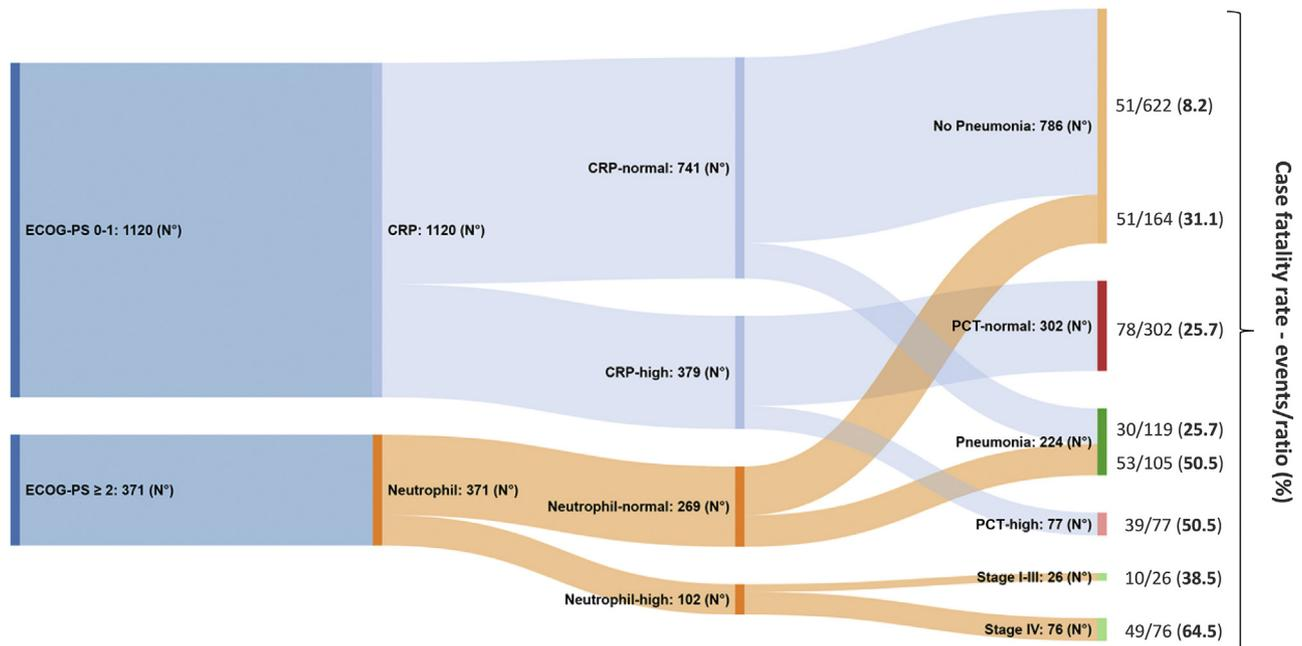 ECOG-PS 0-1: 1120 (N°)
ECOG-PS ≥ 2: 371 (N°)
CRP: 1120 (N°)
Neutrophil: 371 (N°)
CRP-normal: 741 (N°)
CRP-high: 379 (N°)
Neutrophil-normal: 269 (N°)
Neutrophil-high: 102 (N°)
No Pneumonia: 786 (N°)
PCT-normal: 302 (N°)
Pneumonia: 224 (N°)
PCT-high: 77 (N°)
Stage I-III: 26 (N°)
Stage IV: 76 (N°)
51/622 (8.2)
51/164 (31.1)
78/302 (25.7)
30/119 (25.7)
53/105 (50.5)
39/77 (50.5)
10/26 (38.5)
49/76 (64.5)
Case fatality rate - events/ratio (%)